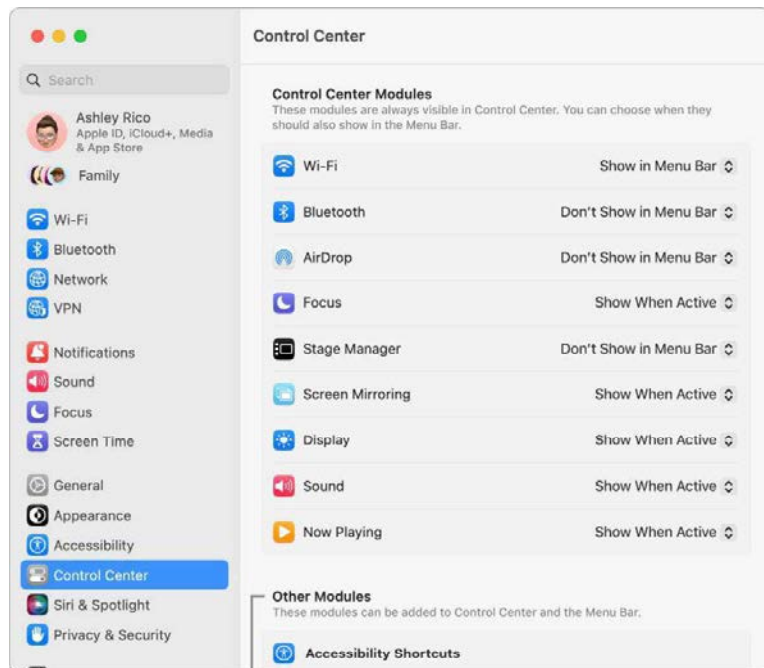 Control Center
Search
Ashley Rico
Apple ID, iCloud+, Media
& App Store
Family
Wi-Fi
Bluetooth
Network
VPN
Notifications
Sound
Focus
Screen Time
General
Appearance
Accessibility
Control Center
Siri & Spotlight
Privacy & Security
Control Center Modules
These modules are always visible in Control Center. You can choose when they
should also show in the Menu Bar.
Wi-Fi Show in Menu Bar
Bluetooth Don't Show in Menu Bar
AirDrop Don't Show in Menu Bar
Focus Show When Active
Stage Manager Don't Show in Menu Bar
Screen Mirroring Show When Active
Display Show When Active
Sound Show When Active
Now Playing Show When Active
Other Modules
These modules can be added to Control Center and the Menu Bar.
Accessibility Shortcuts